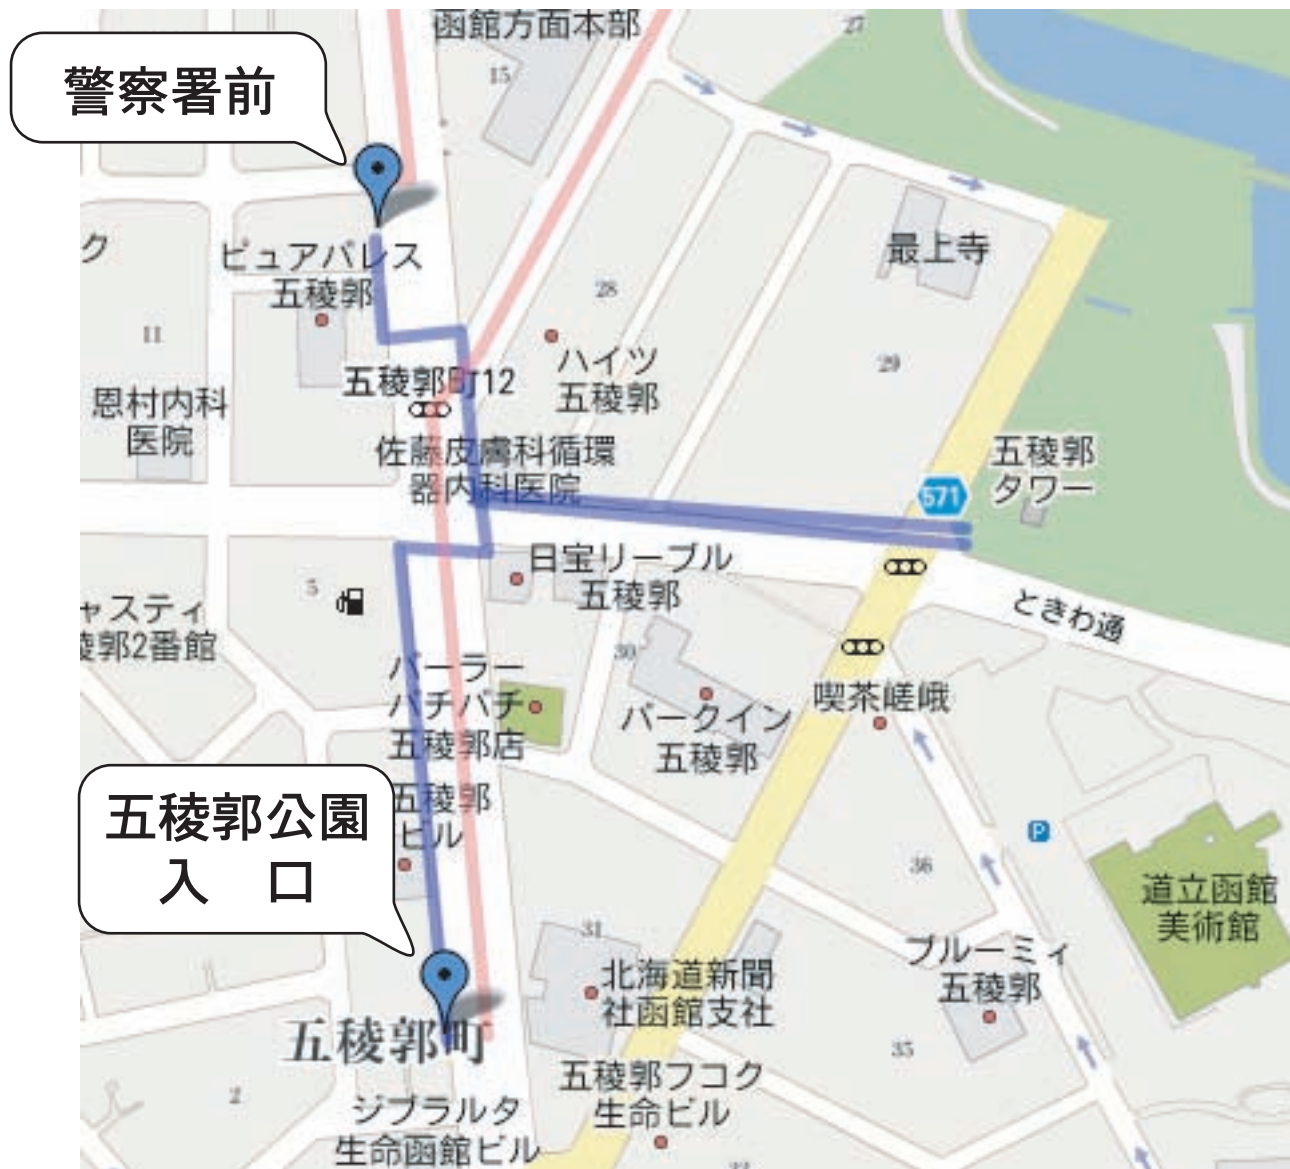 函館方面本部
27
15
警察署前
ク
ピュアパレス
五稜郭
最上寺
28
11
29
ハイツ
五稜郭
五稜郭町12
恩村内科
医院
佐藤皮膚科循環
器内科医院
五稜郭
タワー
571
日宝リーブル
五稜郭
5
ャスティ
稜郭2番館
ときわ通
30
パーラー
パチパチ
五稜郭店
パークイン
五稜郭
喫茶嵯峨
五稜郭
ビル
五稜郭公園
入 口
P
36
道立函館
美術館
31
北海道新聞
社函館支社
ブルーミィ
五稜郭
五稜郭町
35
五稜郭フコク
生命ビル
2
ジブラルタ
生命函館ビル